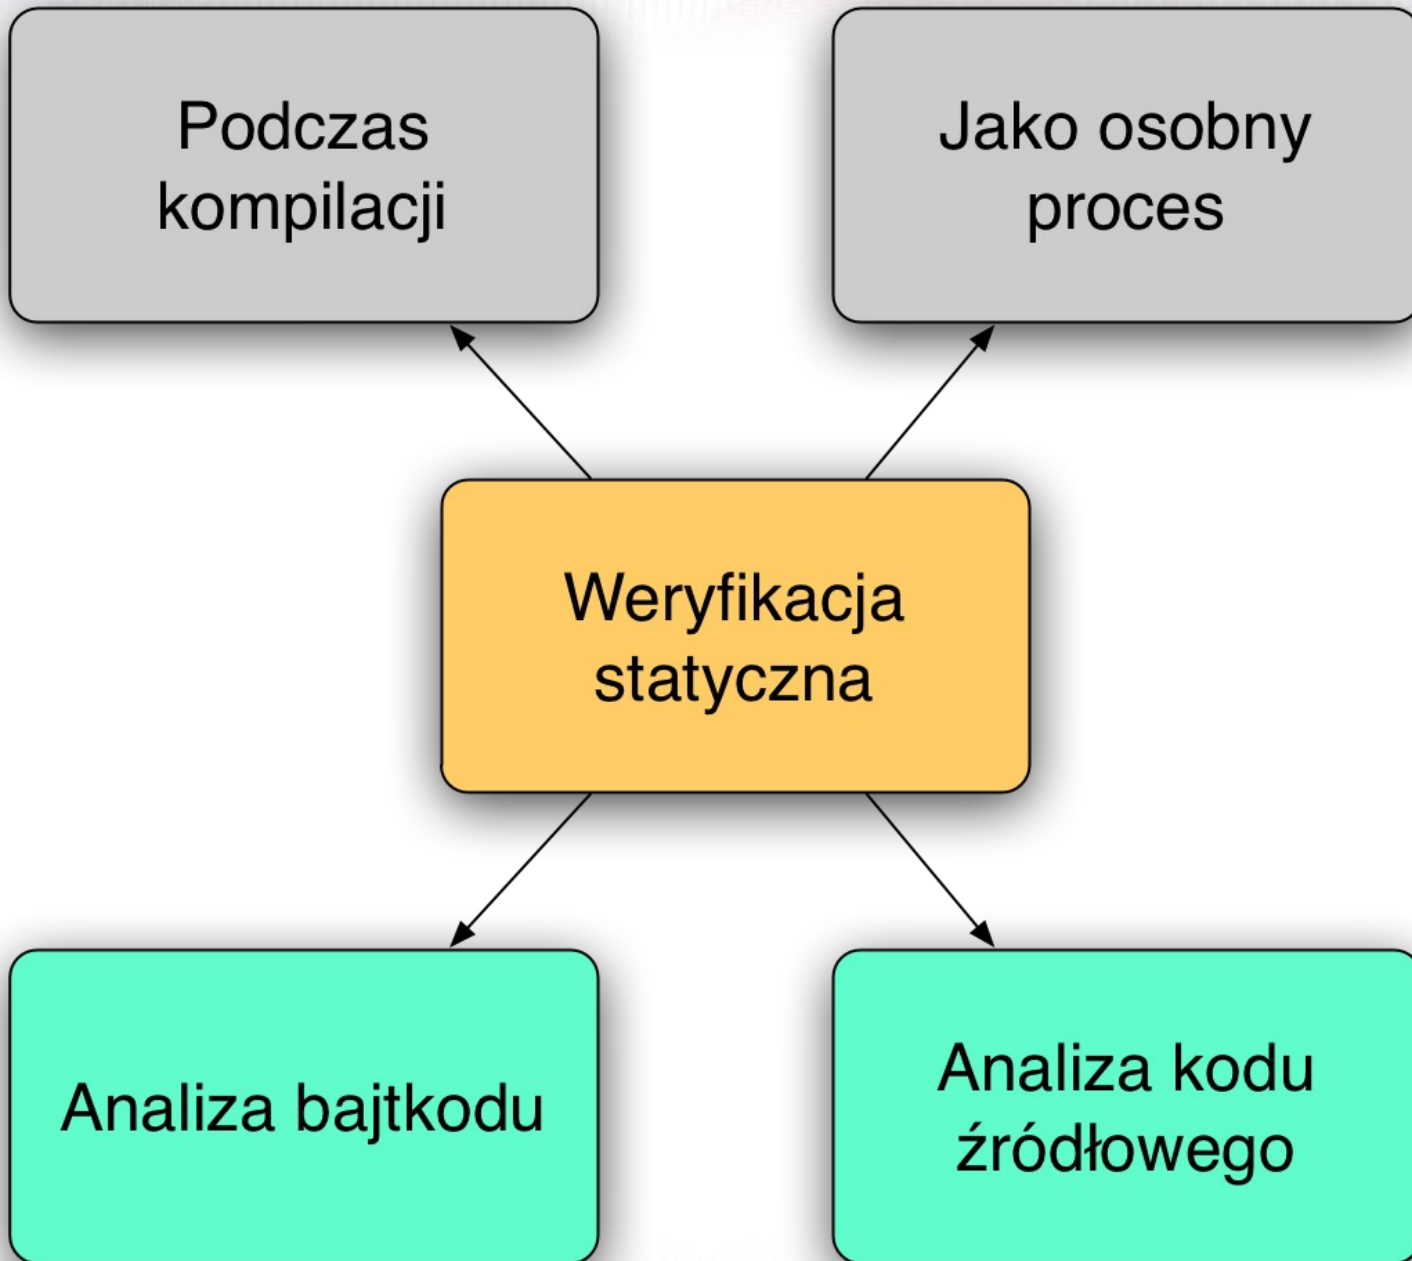 Podczas
kompilacji
Jako osobny
proces
Weryfikacja
statyczna
Analiza bajtkodu
Analiza kodu
źródłowego